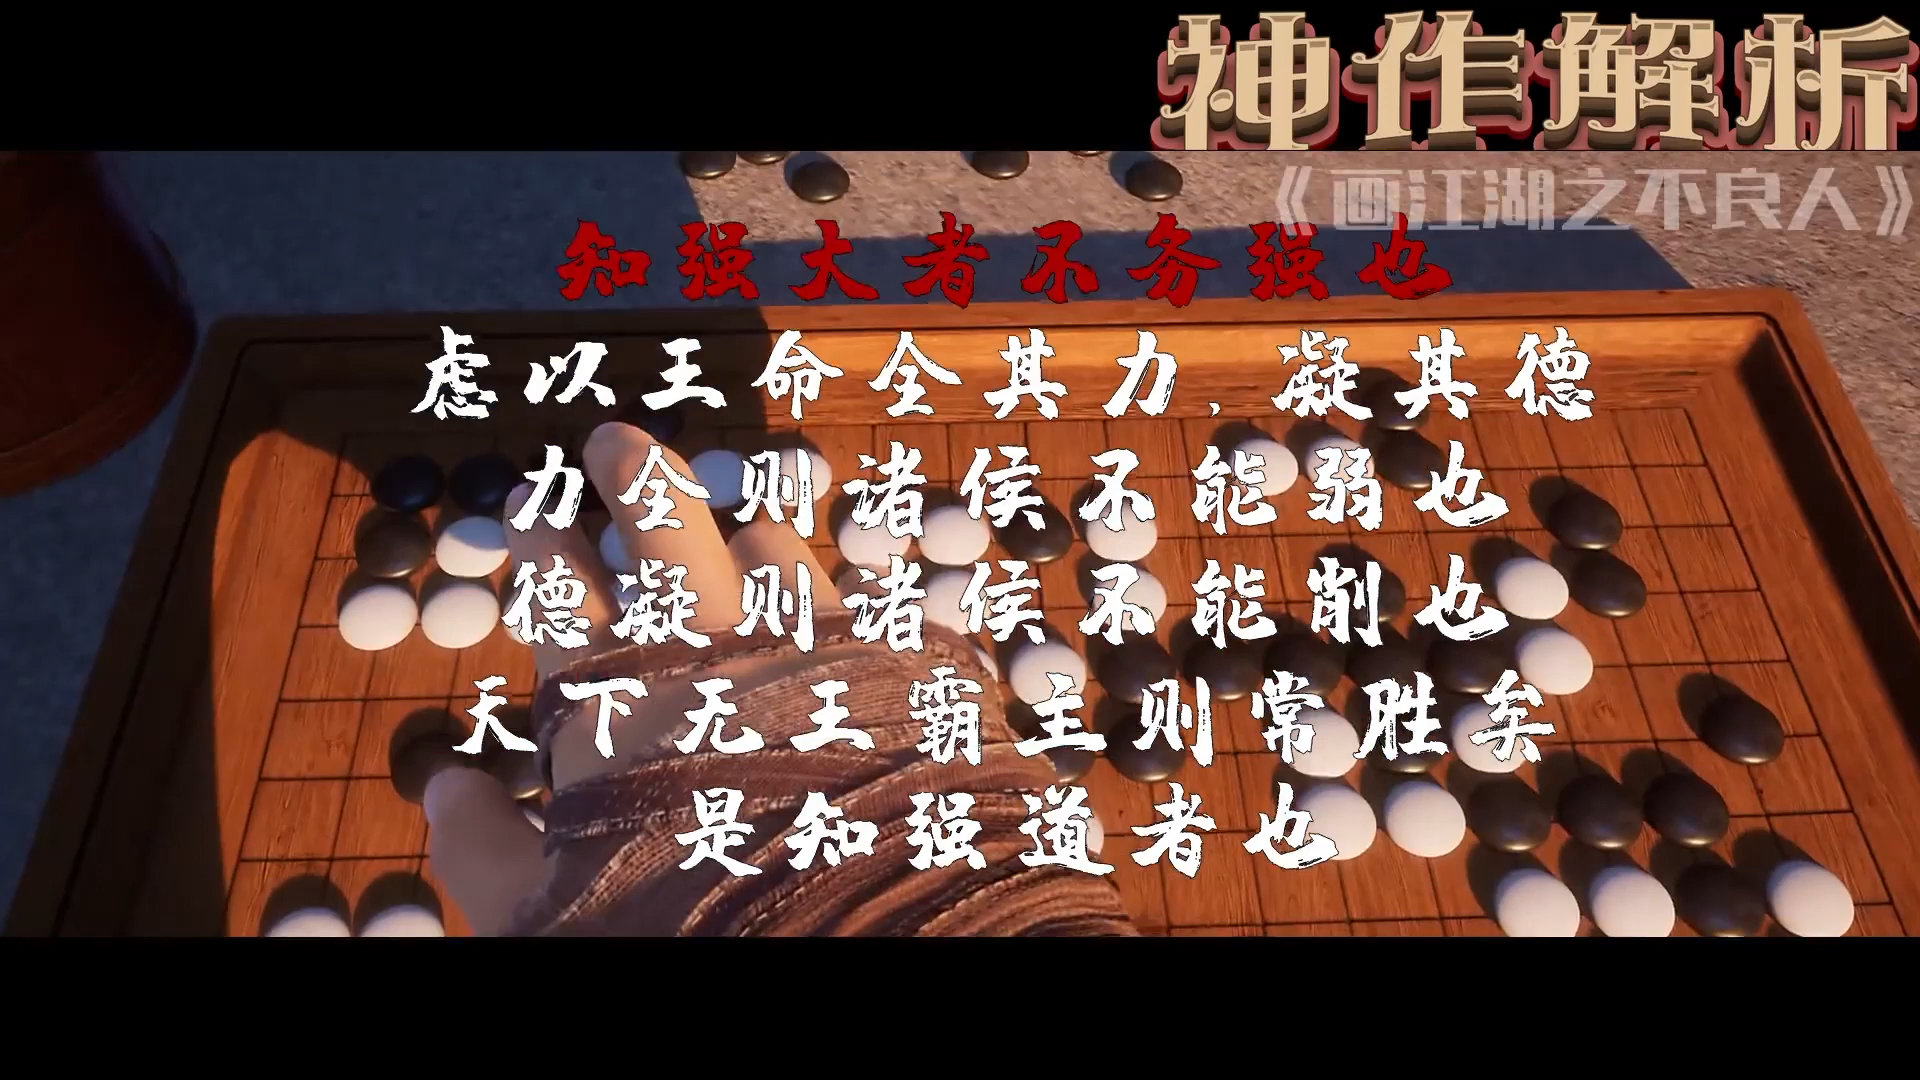 神作解析
《画江湖之不良人》
知强大者不务强也
虑以王命全其力，凝其德
力全则诸侯不能弱也
德凝则诸侯不能削也
天下无王霸主则常胜矣
是知强道者也